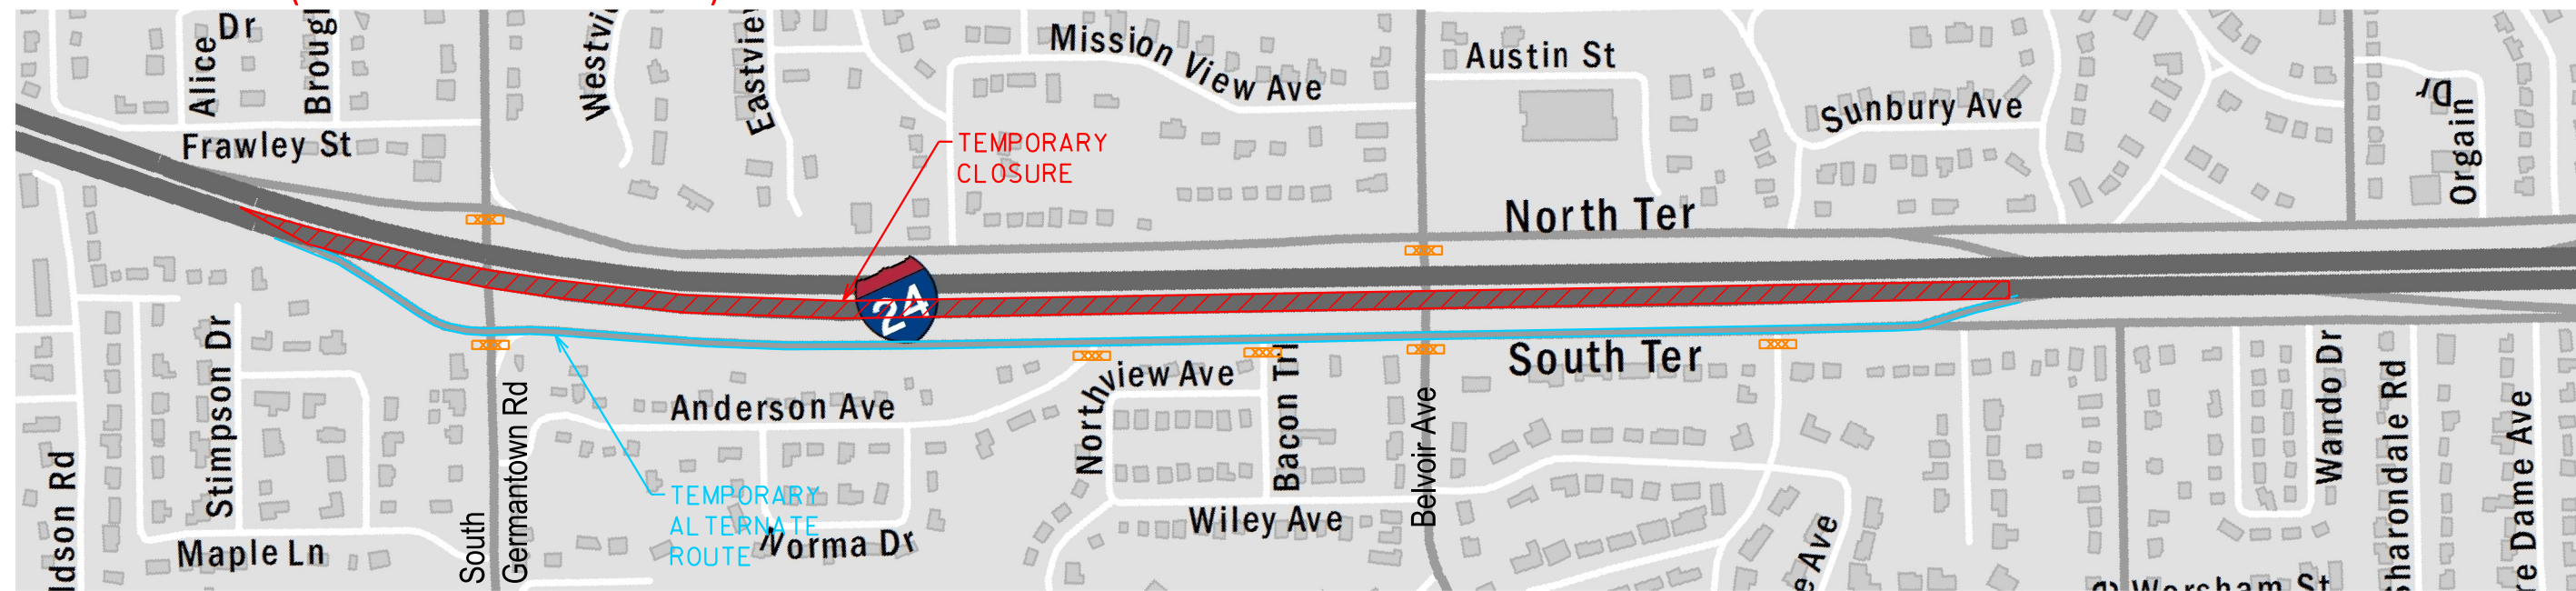 Dr
Alice
Mission View Ave
Austin St
Sunbury Ave
Dr
Orgain
Frawley St
TEMPORARY
CLOSURE
North Ter
24
South Ter
Stimpson Dr
Northview Ave
Bacon Trl
Belvoir Ave
Anderson Ave
Wando Dr
Sharondale Rd
South
Germantown Rd
TEMPORARY
ALTERNATE
ROUTE
Norma Dr
Wiley Ave
Maple Ln